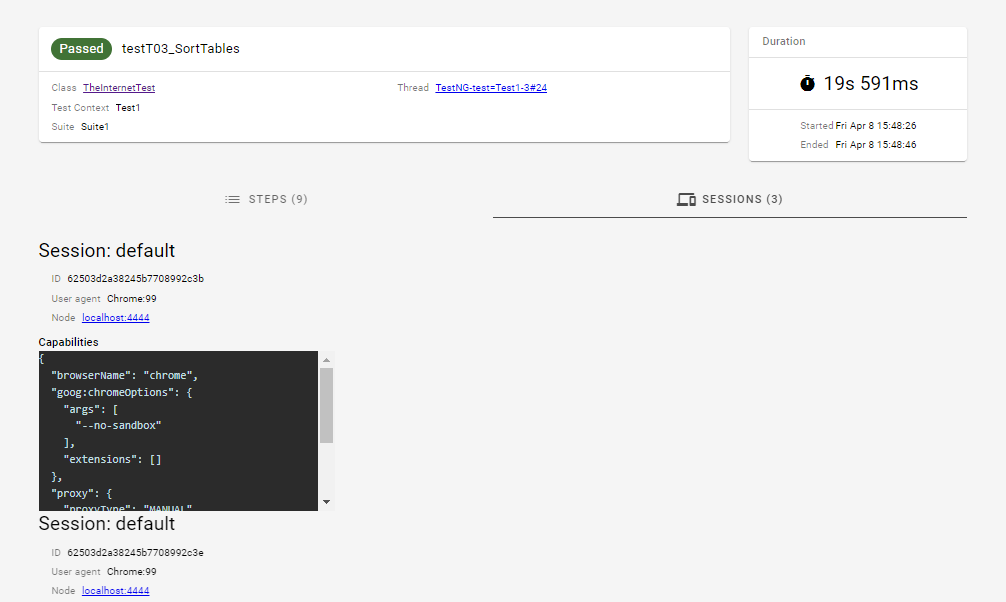 Passed testT03_SortTables
Class TheInternetTest
Thread TestNG-test=Test1-3#24
Test Context Test1
Suite Suite1
Duration
19s 591ms
Started Fri Apr 8 15:48:26
Ended Fri Apr 8 15:48:46
STEPS (9)
SESSIONS (3)
Session: default
ID 62503d2a38245b7708992c3b
User agent Chrome:99
Node localhost:4444
Capabilities
{
  "browserName": "chrome",
  "goog:chromeOptions": {
    "args": [
      "--no-sandbox"
    ],
    "extensions": []
  },
  "proxy": {
    "proxyType": "MANUAL"
Session: default
ID 62503d2a38245b7708992c3e
User agent Chrome:99
Node localhost:4444